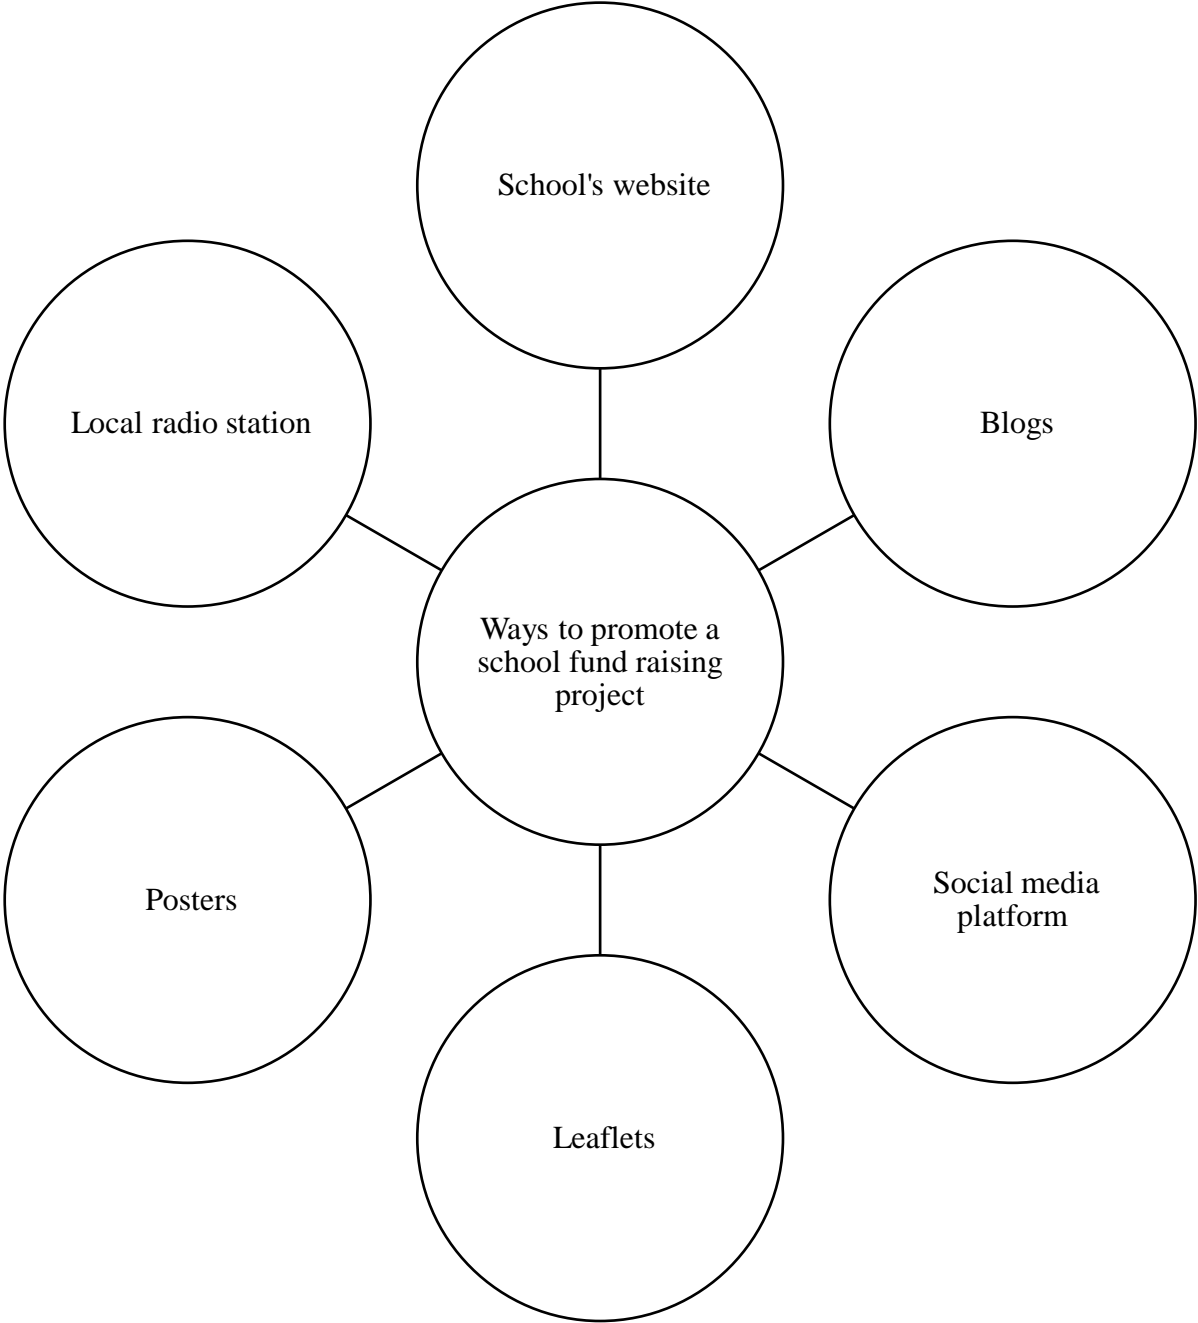 School's website
Local radio station
Blogs
Ways to promote a
school fund raising
project
Posters
Social media
platform
Leaflets